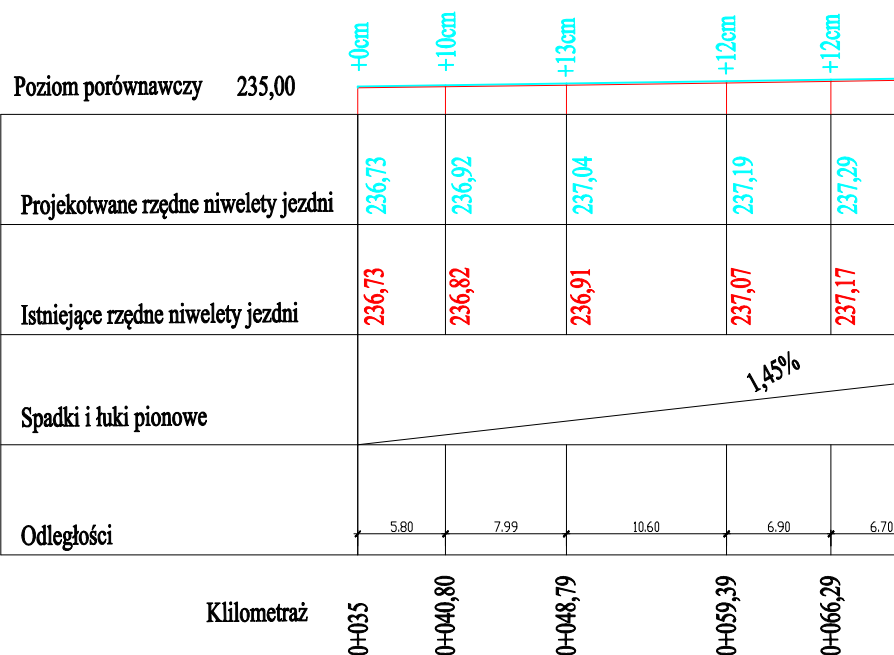 +0cm +10cm +13cm +12cm +12cm
Poziom porównawczy 235,00
Projekotwane rzędne niwelety jezdni 236,73 236,92 237,04 237,19 237,29
Istniejące rzędne niwelety jezdni 236,73 236,82 236,91 237,07 237,17
1,45%
Spadki i łuki pionowe
Odległości 5.80 7.99 10.60 6.90 6.70
Klilometraż 0+035 0+040,80 0+048,79 0+059,39 0+066,29